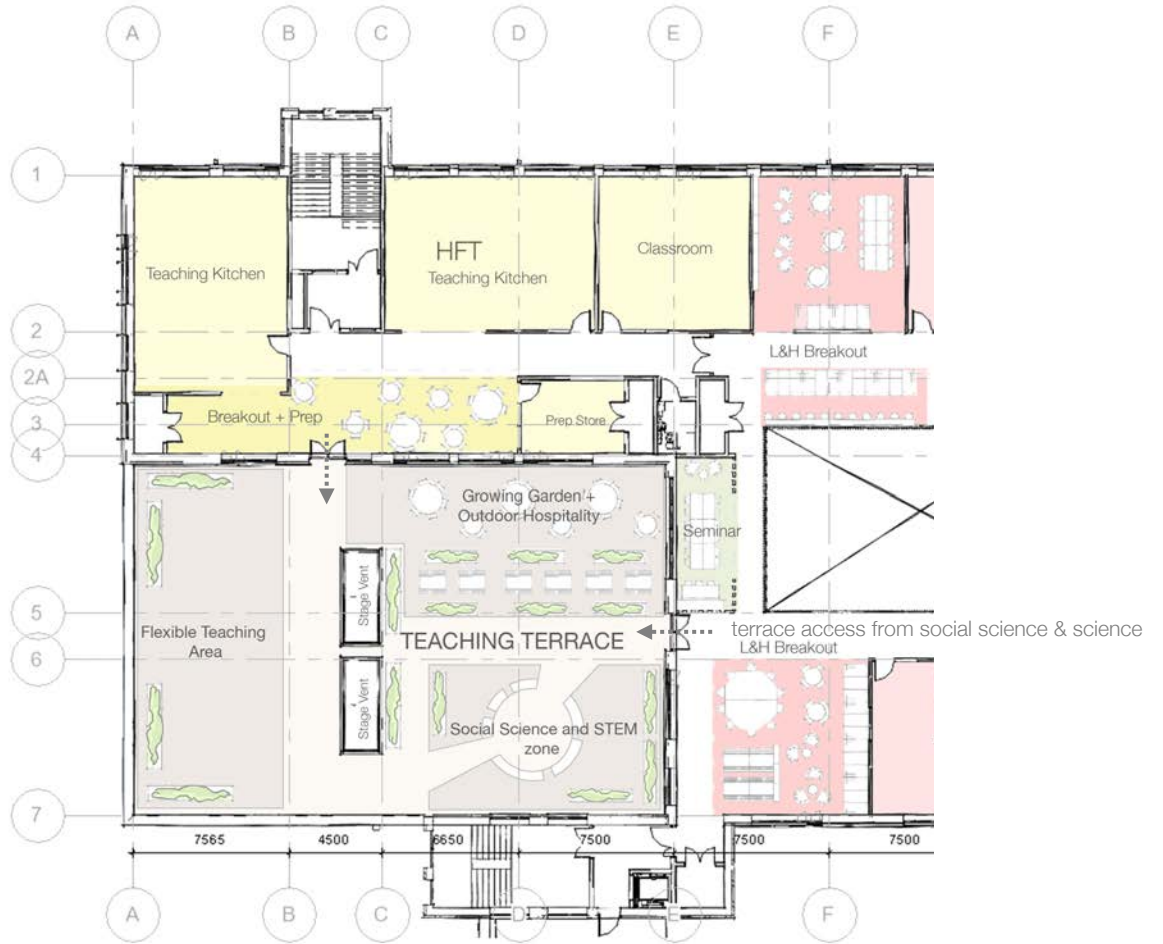 A
B
C
D
E
F
1
2
2A
3
4
5
6
7
Teaching Kitchen
HFT
Teaching Kitchen
Classroom
L&H Breakout
Breakout + Prep
Prep Store
Growing Garden +
Outdoor Hospitality
Seminar
Stage Vent
Flexible Teaching
Area
TEACHING TERRACE
terrace access from social science & science
L&H Breakout
Stage Vent
Social Science and STEM
zone
7565
4500
6650
7500
7500
7500
A
B
C
D
E
F